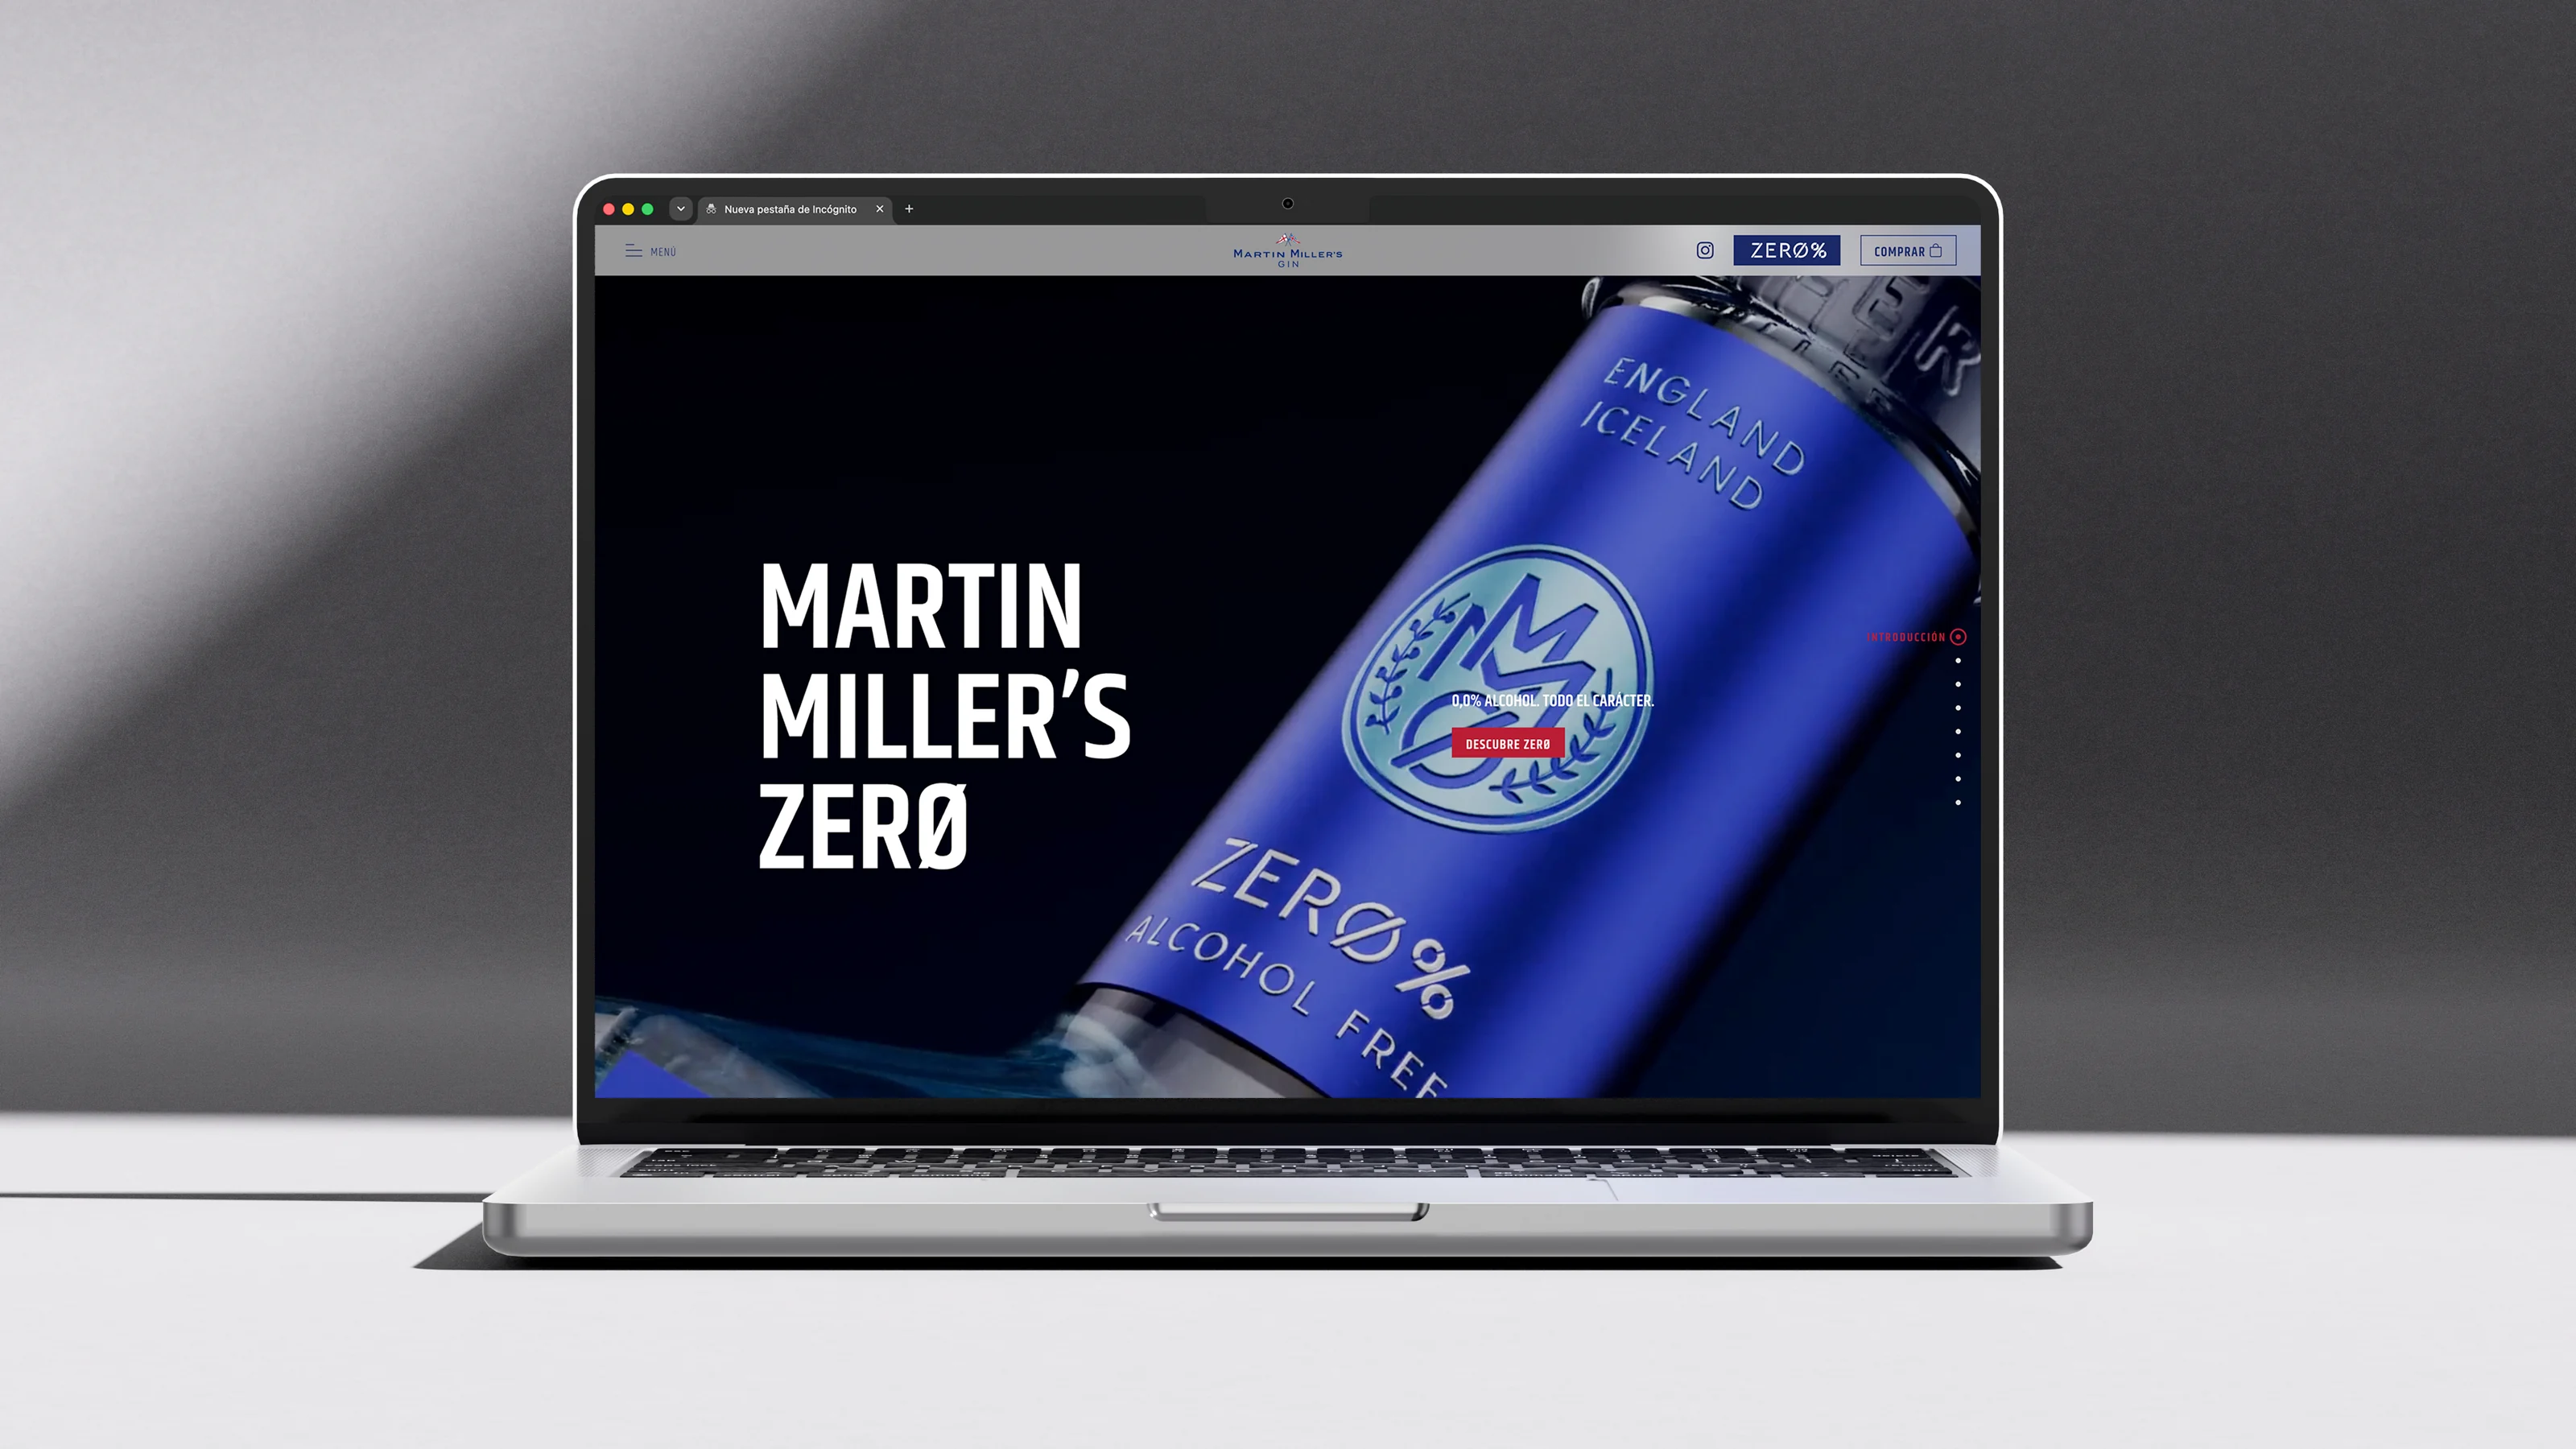 Nueva pestaña de Incógnito
MENÚ
MARTIN MILLER'S
GIN
ZERØ%
COMPRAR
ENGLAND
ICELAND
MARTIN
MILLER'S
ZERØ
INTRODUCCIÓN
0,0% ALCOHOL. TODO EL CARÁCTER.
DESCUBRE ZERØ
ZERØ%
ALCOHOL FREE